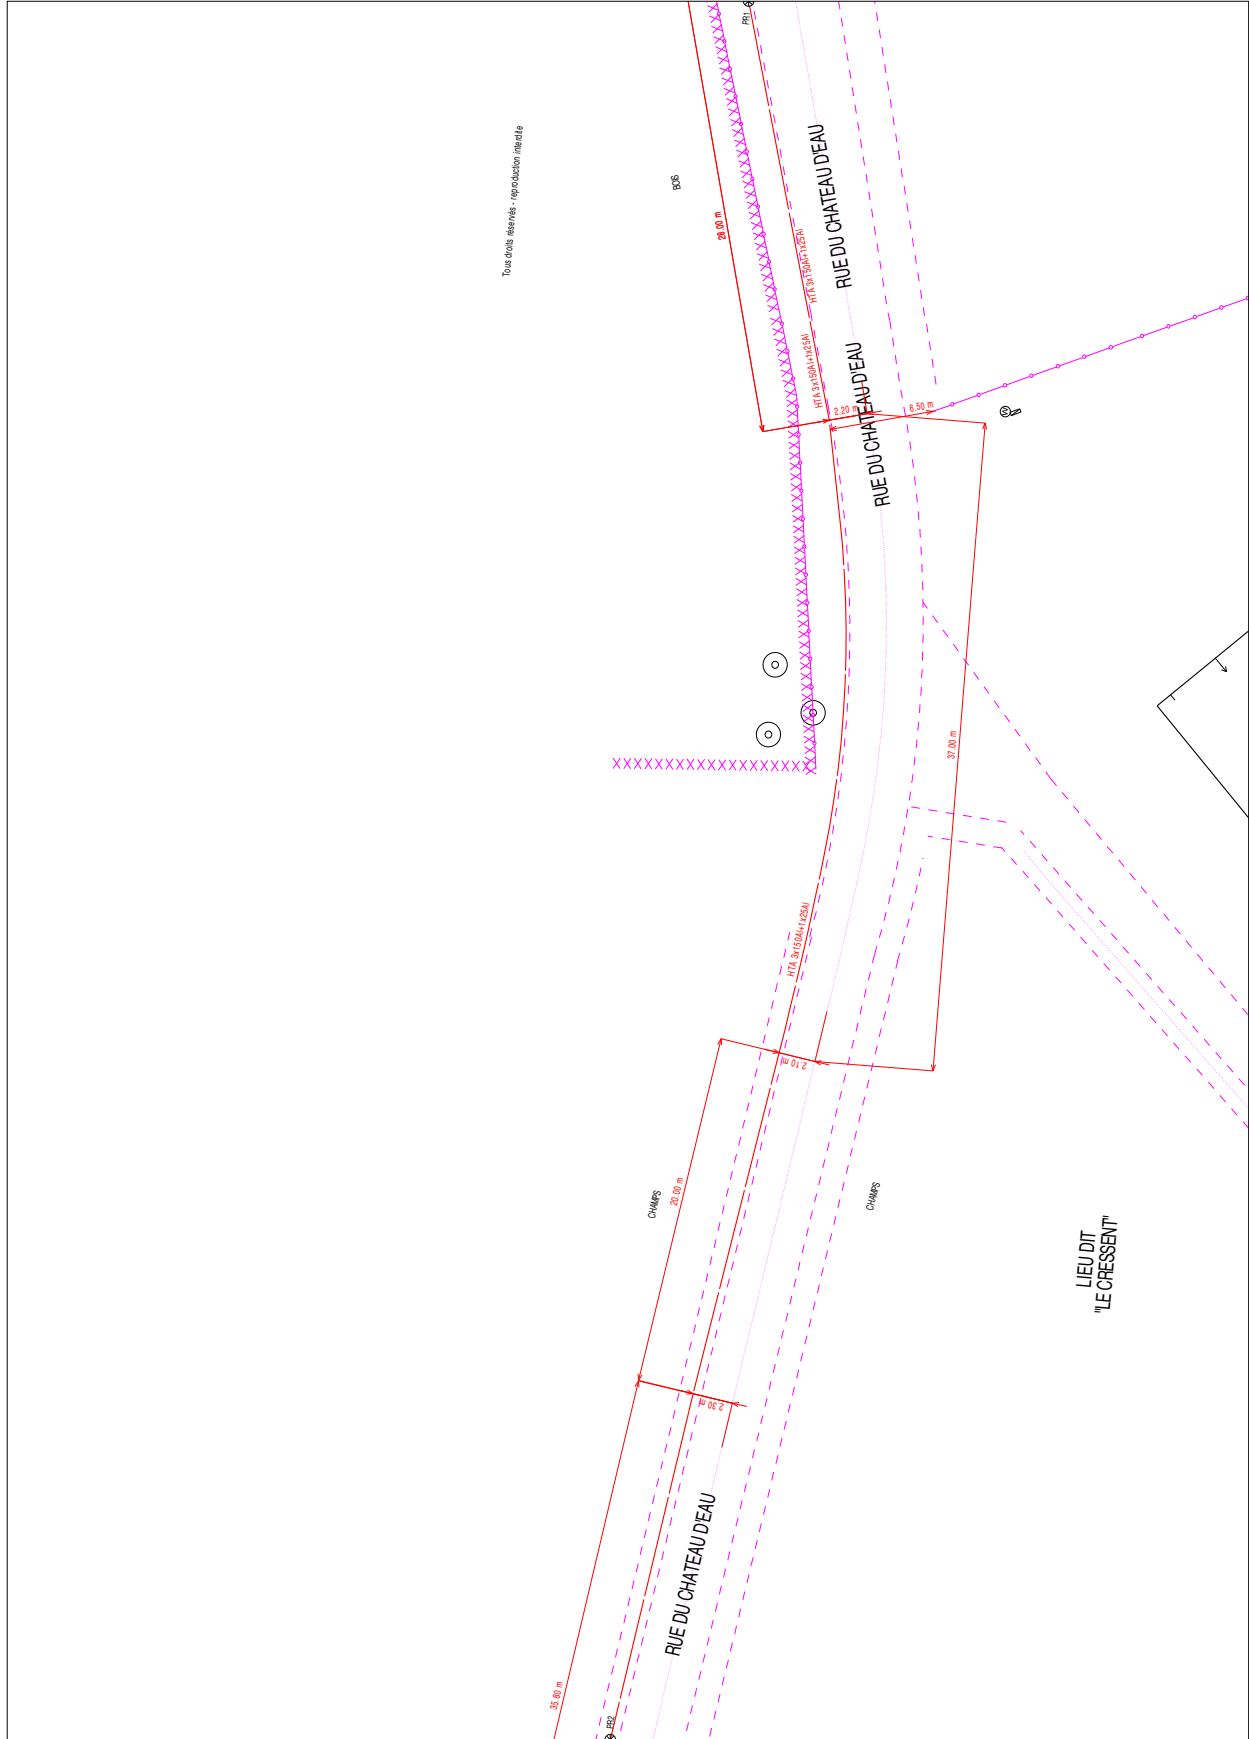 PR1
Tous droits réservés - reproduction interdite
BOIS
28.00 m
RUE DU CHATEAU D'EAU
HTA 3x150Al+1x25Al
HTA 3x150Al+1x25Al
RUE DU CHATEAU D'EAU
2.20 m
6.50 m
37.00 m
HTA 3x150Al+1x25Al
2.10 m
CHAMPS
20.00 m
CHAMPS
LIEU DIT
"LE CRESSENT"
2.30 m
RUE DU CHATEAU D'EAU
35.80 m
PR2